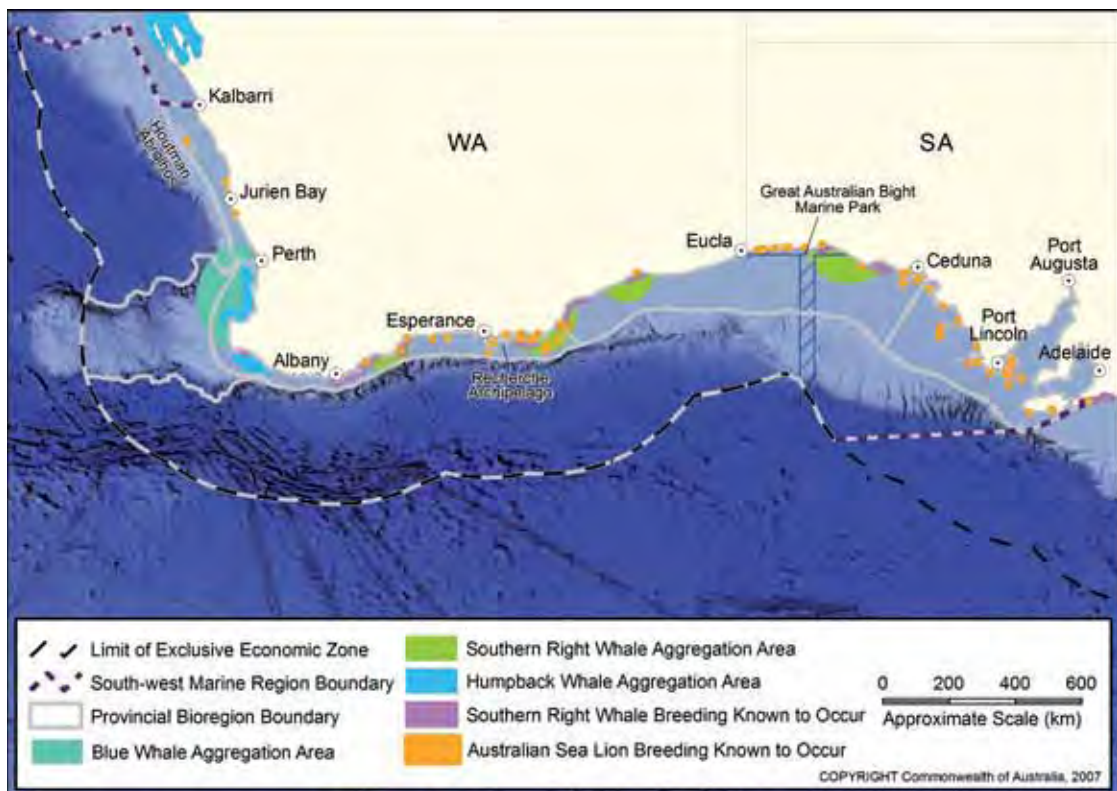 Kalbarri
Houtman
Abrolhos
WA
SA
Jurien Bay
Great Australian Bight
Marine Park
Perth
Eucla
Ceduna
Port
Augusta
Esperance
Port
Lincoln
Albany
Adelaide
Recherche
Archipelago
Limit of Exclusive Economic Zone
South-west Marine Region Boundary
Provincial Bioregion Boundary
Blue Whale Aggregation Area
Southern Right Whale Aggregation Area
Humpback Whale Aggregation Area
Southern Right Whale Breeding Known to Occur
Australian Sea Lion Breeding Known to Occur
0 200 400 600
Approximate Scale (km)
COPYRIGHT Commonwealth of Australia, 2007